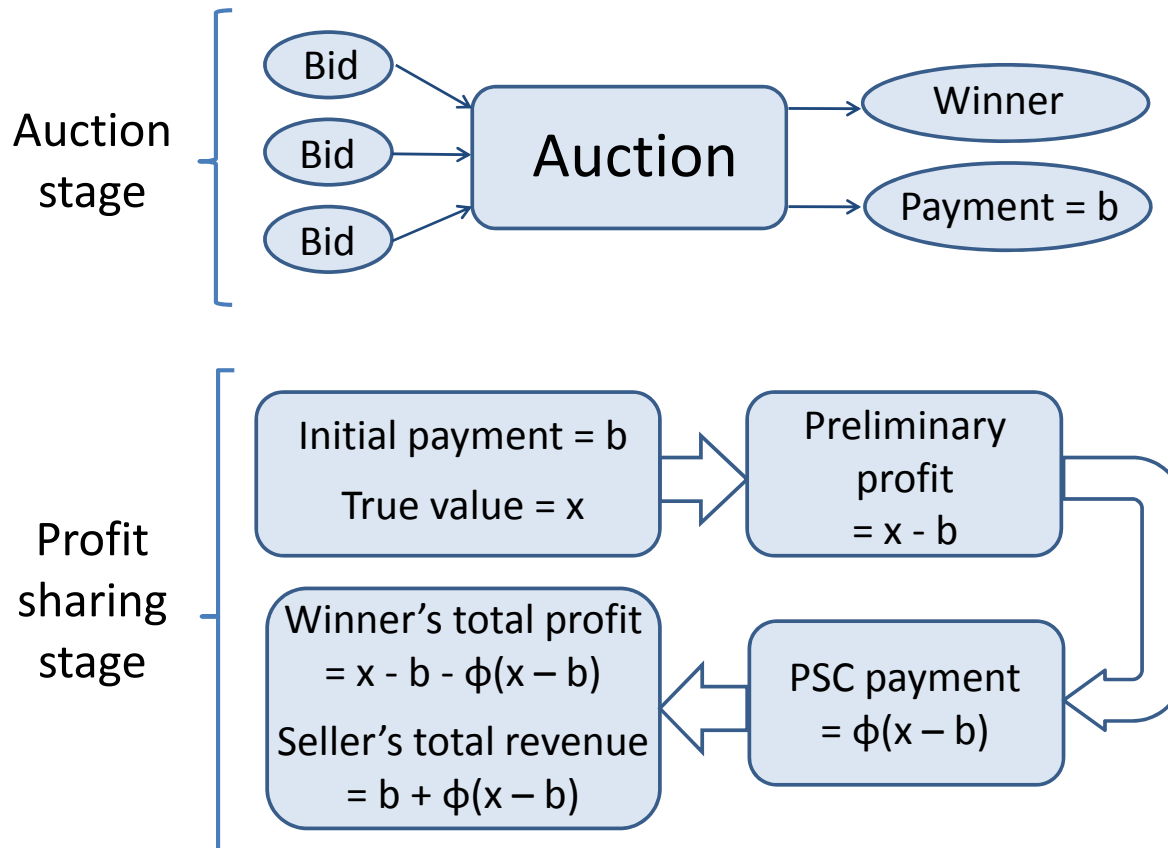 Auction
stage
Bid
Bid
Bid
Auction
Winner
Payment = b
Profit
sharing
stage
Initial payment = b
True value = x
Preliminary
profit
= x - b
PSC payment
= ϕ(x – b)
Winner’s total profit
= x - b - ϕ(x – b)
Seller’s total revenue
= b + ϕ(x – b)